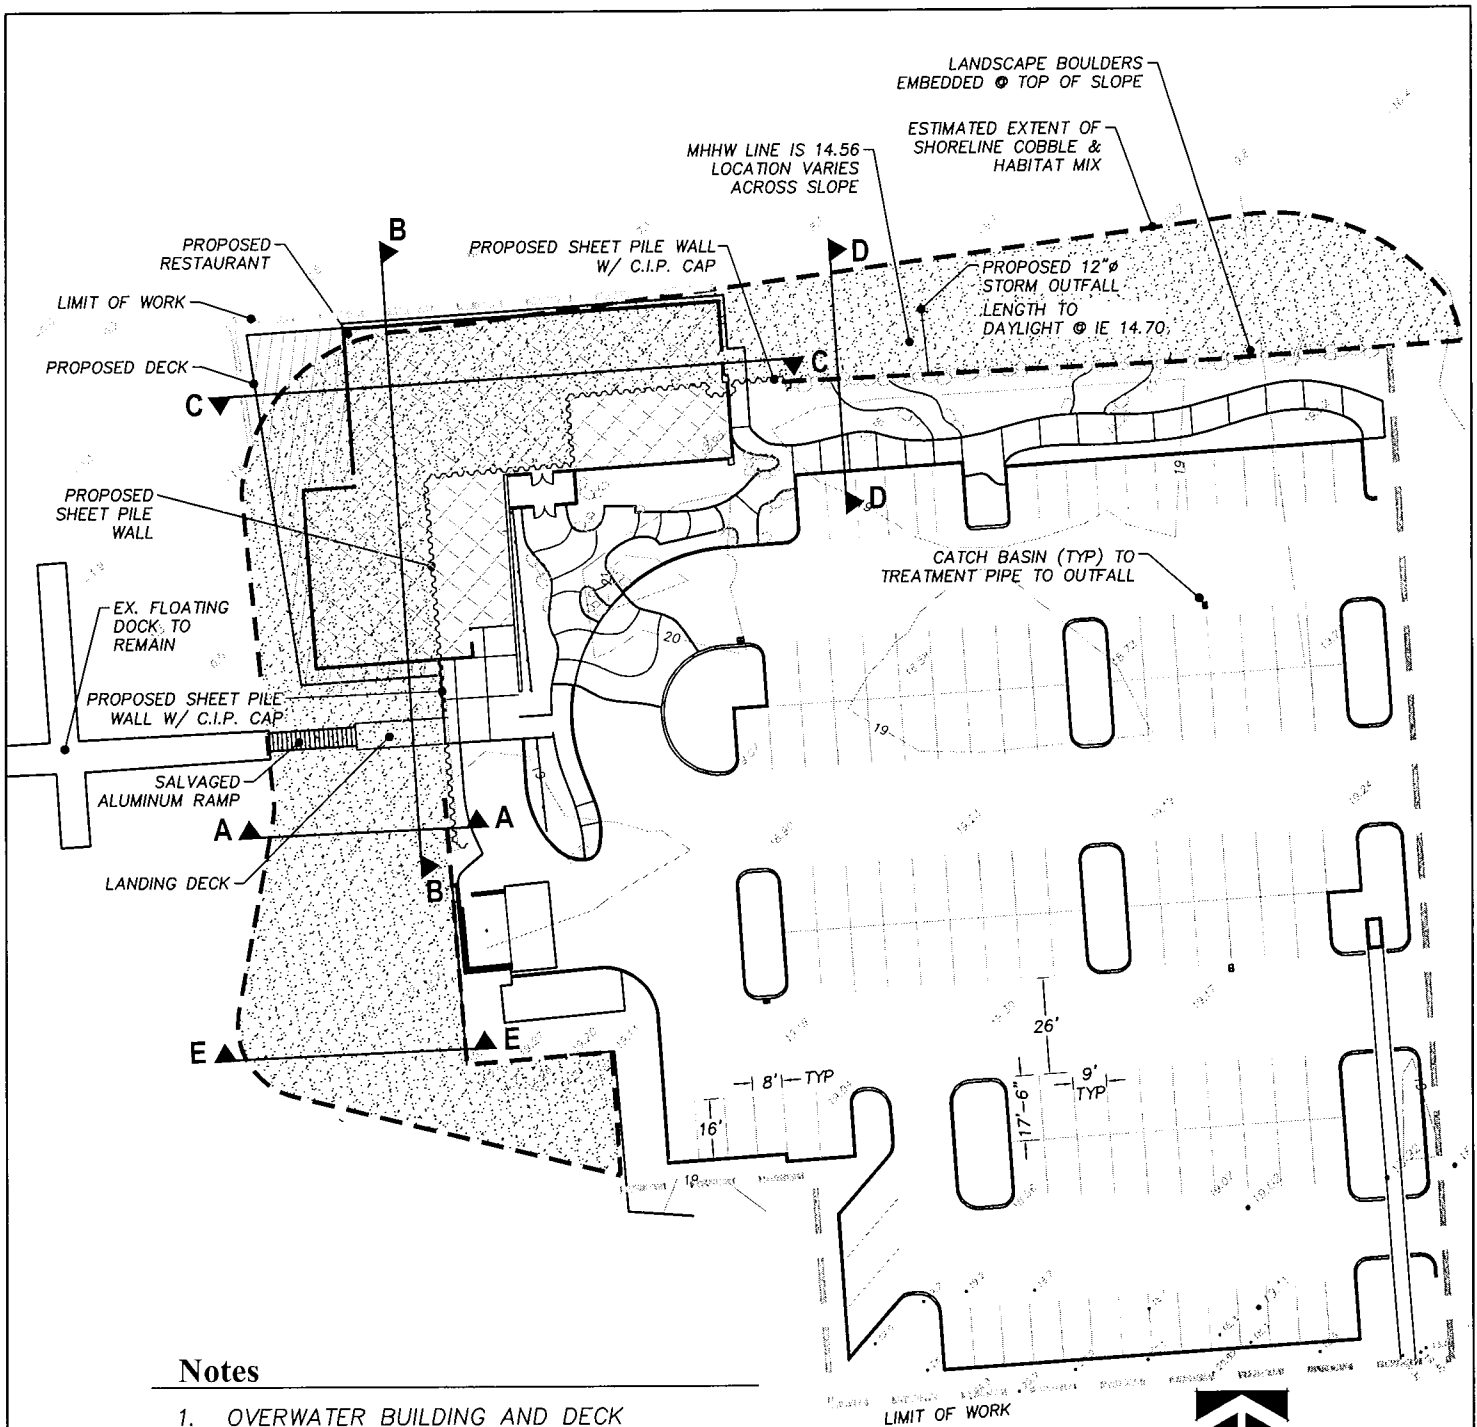 LANDSCAPE BOULDERS
EMBEDDED @ TOP OF SLOPE
ESTIMATED EXTENT OF
SHORELINE COBBLE &
HABITAT MIX
MHHW LINE IS 14.56
LOCATION VARIES
ACROSS SLOPE
B
PROPOSED
RESTAURANT
PROPOSED SHEET PILE WALL
W/ C.I.P. CAP
D
PROPOSED 12"ø
STORM OUTFALL
LENGTH TO
DAYLIGHT @ IE 14.70
LIMIT OF WORK
PROPOSED DECK
C
C
PROPOSED
SHEET PILE
WALL
D
19
CATCH BASIN (TYP) TO
TREATMENT PIPE TO OUTFALL
EX. FLOATING
DOCK TO
REMAIN
20
PROPOSED SHEET PILE
WALL W/ C.I.P. CAP
19
SALVAGED
ALUMINUM RAMP
A
A
LANDING DECK
B
E
E
26'
8' TYP
9'
TYP
17'-6"
16'
19
Notes
1. OVERWATER BUILDING AND DECK
LIMIT OF WORK